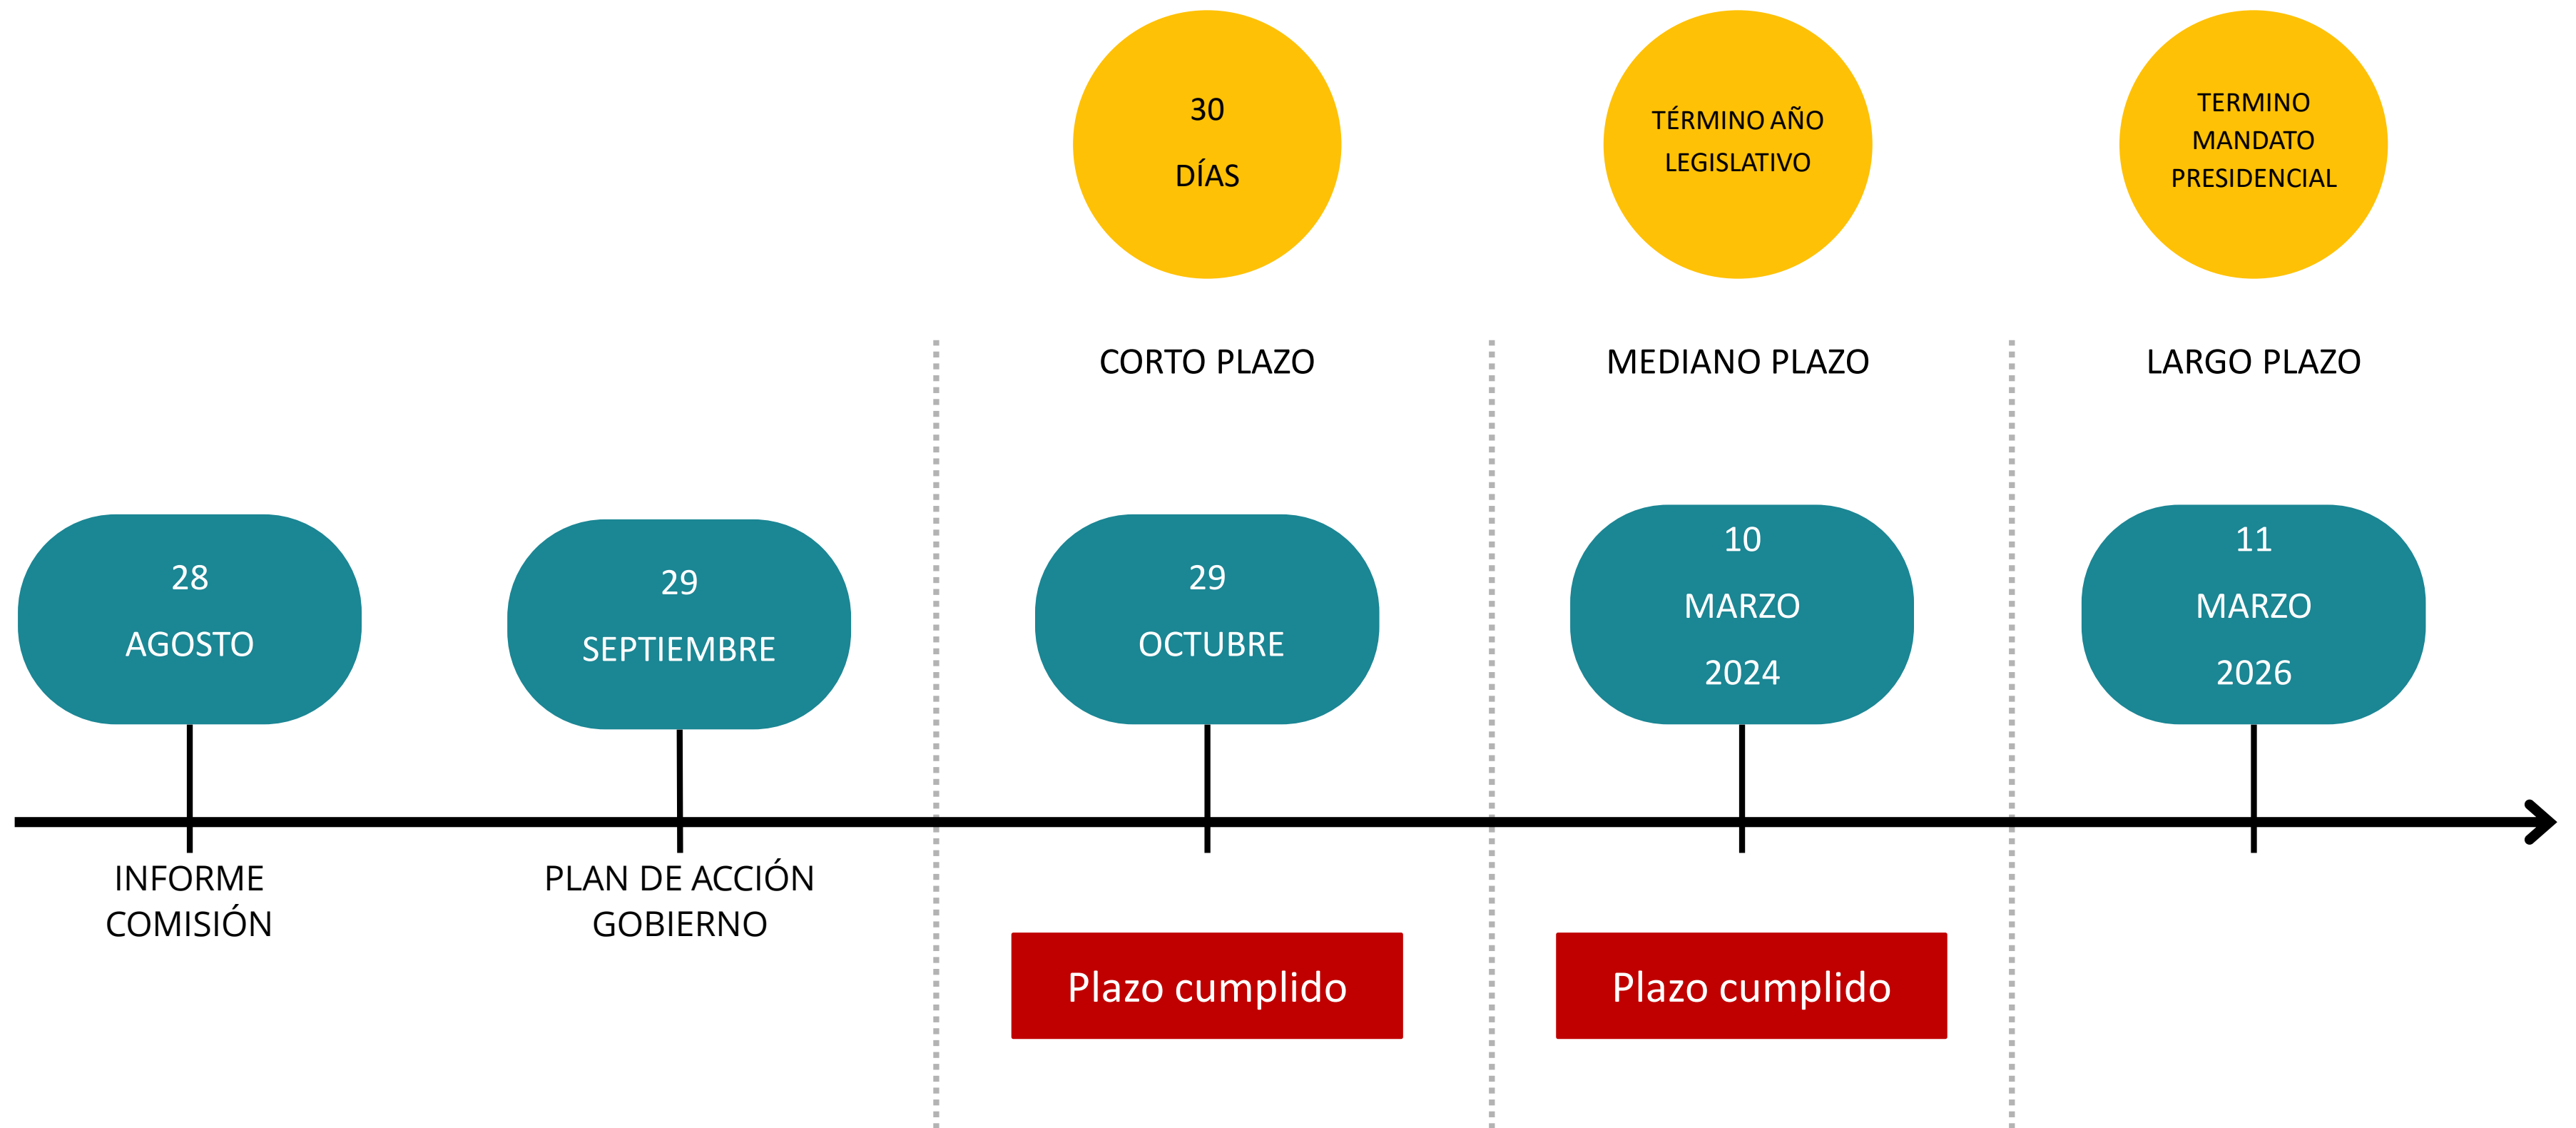 30
DÍAS
TÉRMINO AÑO
LEGISLATIVO
TERMINO
MANDATO
PRESIDENCIAL
CORTO PLAZO
MEDIANO PLAZO
LARGO PLAZO
28
AGOSTO
29
SEPTIEMBRE
29
OCTUBRE
10
MARZO
2024
11
MARZO
2026
INFORME
COMISIÓN
PLAN DE ACCIÓN
GOBIERNO
Plazo cumplido
Plazo cumplido